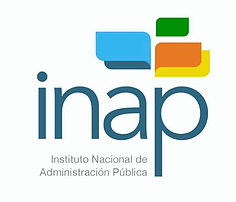 inap
Instituto Nacional de
Administración Pública